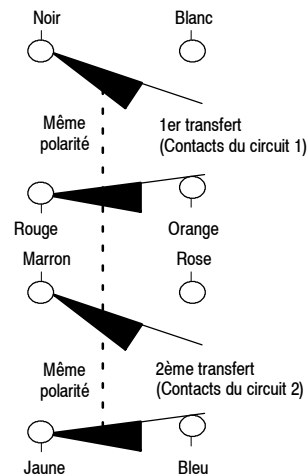 Noir Blanc
Même
polarité
1er transfert
(Contacts du circuit 1)
Rouge Orange
Marron Rose
Même
polarité
2ème transfert
(Contacts du circuit 2)
Jaune Bleu